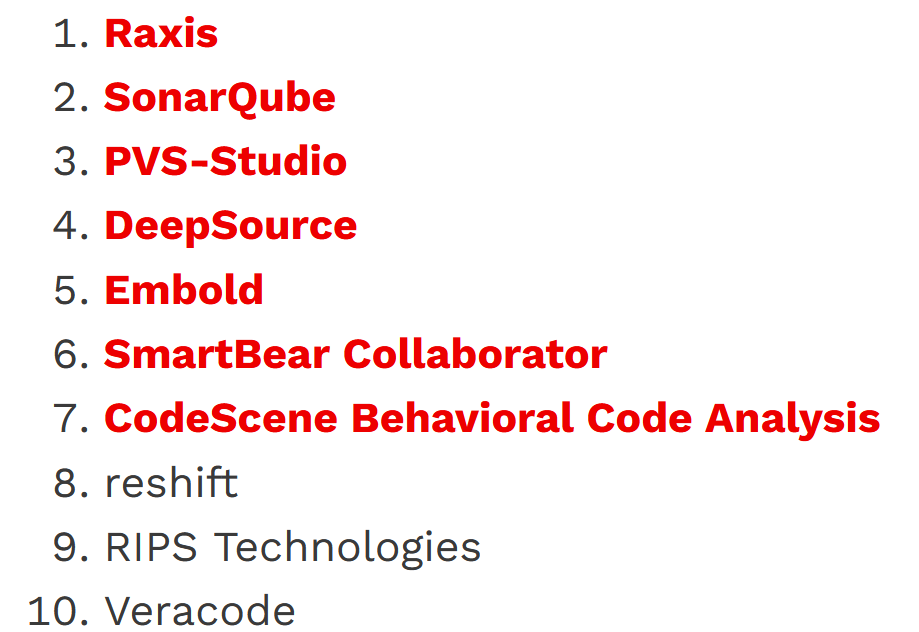 1. Raxis
2. SonarQube
3. PVS-Studio
4. DeepSource
5. Embold
6. SmartBear Collaborator
7. CodeScene Behavioral Code Analysis
8. reshift
9. RIPS Technologies
10. Veracode